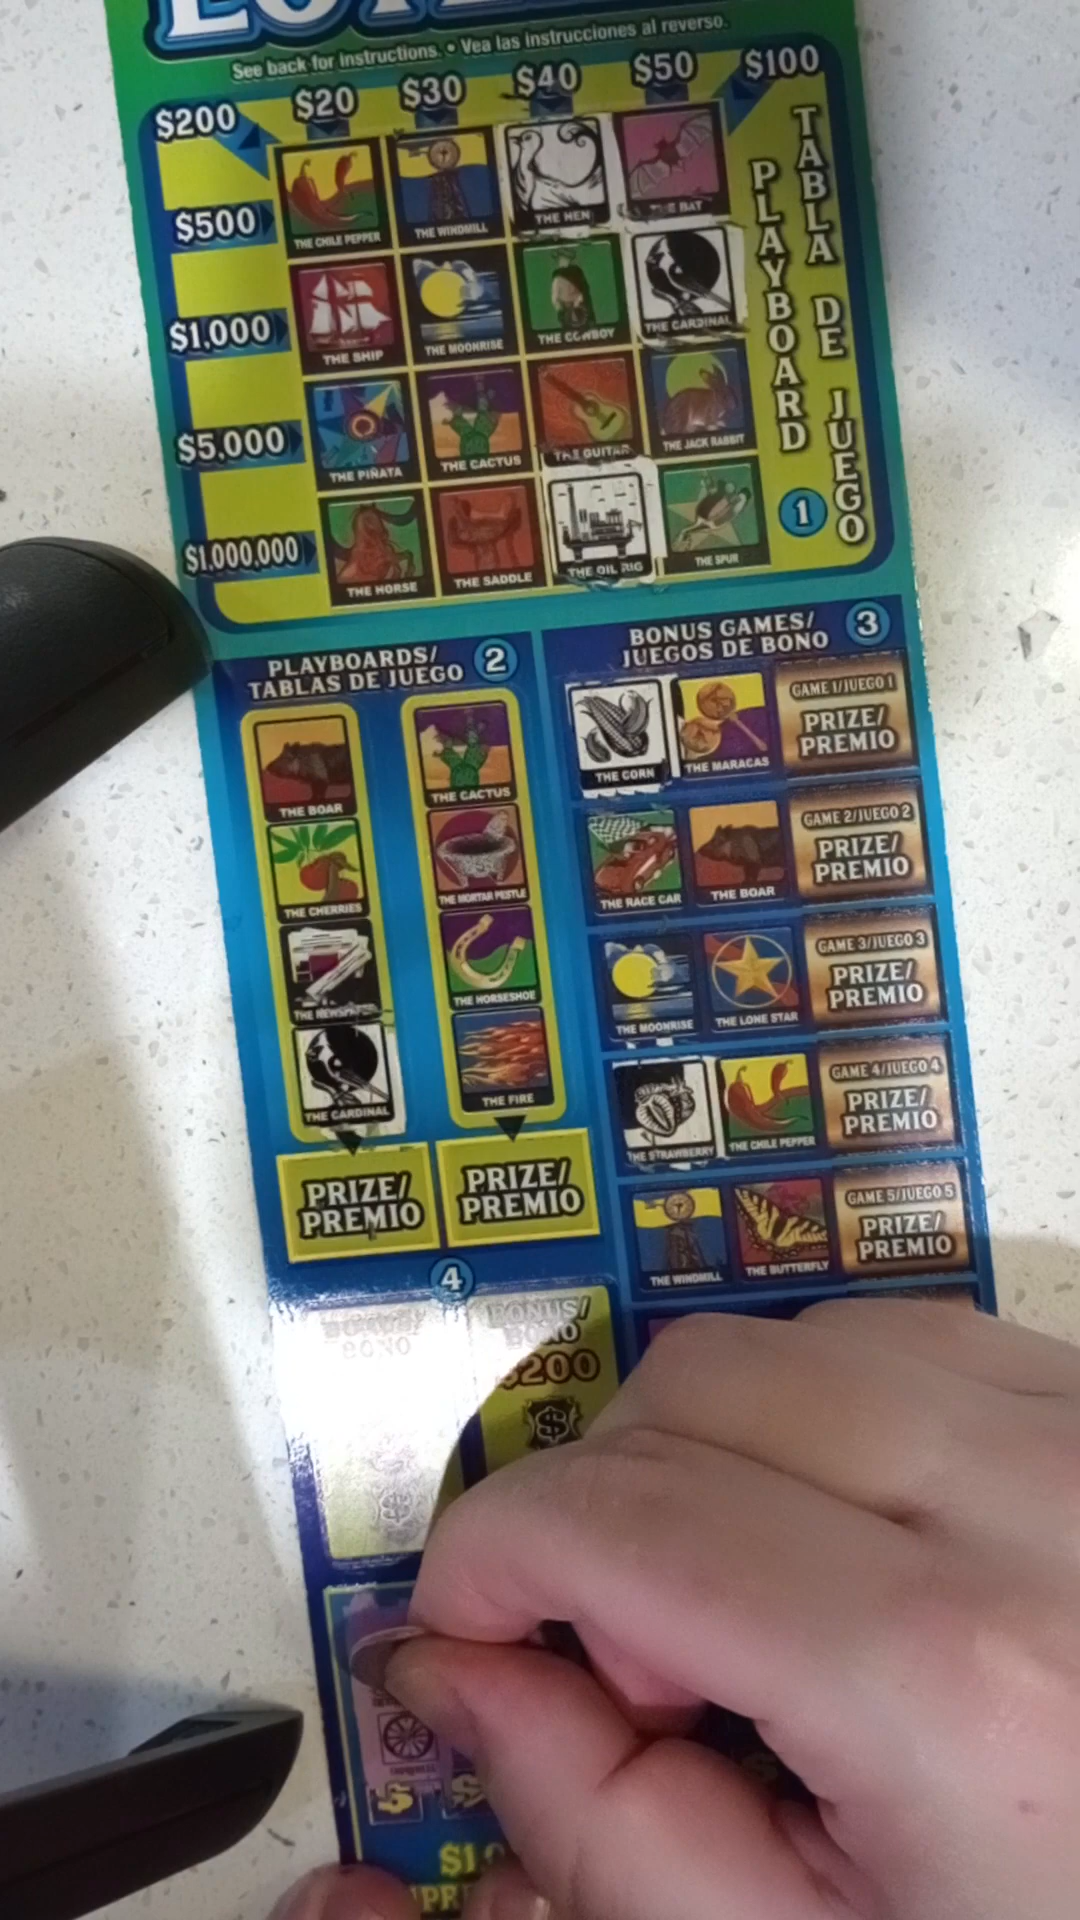 See back for instructions. • Vea las instrucciones al reverso.
$200 $20 $30 $40 $50 $100
$500
$1,000
$5,000
$1,000,000
THE CHILE PEPPER THE WINDMILL THE HEN THE BAT
THE SHIP THE MOONRISE THE COWBOY THE CARDINAL
THE PIÑATA THE CACTUS THE GUITAR THE JACK RABBIT
THE HORSE THE SADDLE THE OIL RIG THE SPUR
PLAYBOARD
TABLA DE JUEGO
1
PLAYBOARDS/
TABLAS DE JUEGO
2
THE BOAR
THE CHERRIES
THE NEWSPAPER
THE CARDINAL
PRIZE/
PREMIO
THE CACTUS
THE MORTAR PESTLE
THE HORSESHOE
THE FIRE
PRIZE/
PREMIO
BONUS GAMES/
JUEGOS DE BONO
3
THE CORN THE MARACAS
GAME 1/JUEGO 1
PRIZE/
PREMIO
THE RACE CAR THE BOAR
GAME 2/JUEGO 2
PRIZE/
PREMIO
THE MOONRISE THE LONE STAR
GAME 3/JUEGO 3
PRIZE/
PREMIO
THE STRAWBERRY THE CHILE PEPPER
GAME 4/JUEGO 4
PRIZE/
PREMIO
THE WINDMILL THE BUTTERFLY
GAME 5/JUEGO 5
PRIZE/
PREMIO
4
BONUS/
BONO
BONUS/
BONO
$200
$
$